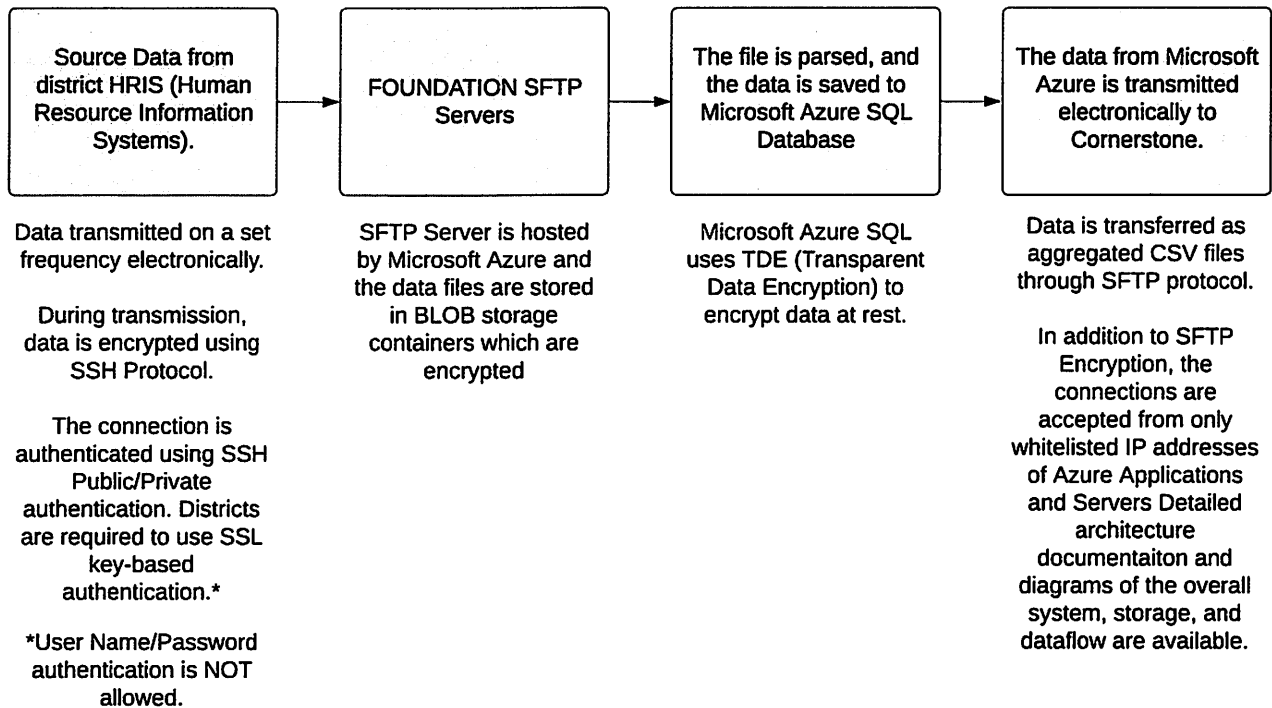 Source Data from
district HRIS (Human
Resource Information
Systems).
FOUNDATION SFTP
Servers
The file is parsed, and
the data is saved to
Microsoft Azure SQL
Database
The data from Microsoft
Azure is transmitted
electronically to
Cornerstone.
Data transmitted on a set
frequency electronically.
During transmission,
data is encrypted using
SSH Protocol.
The connection is
authenticated using SSH
Public/Private
authentication. Districts
are required to use SSL
key-based
authentication.*
*User Name/Password
authentication is NOT
allowed.
SFTP Server is hosted
by Microsoft Azure and
the data files are stored
in BLOB storage
containers which are
encrypted
Microsoft Azure SQL
uses TDE (Transparent
Data Encryption) to
encrypt data at rest.
Data is transferred as
aggregated CSV files
through SFTP protocol.
In addition to SFTP
Encryption, the
connections are
accepted from only
whitelisted IP addresses
of Azure Applications
and Servers Detailed
architecture
documentaiton and
diagrams of the overall
system, storage, and
dataflow are available.